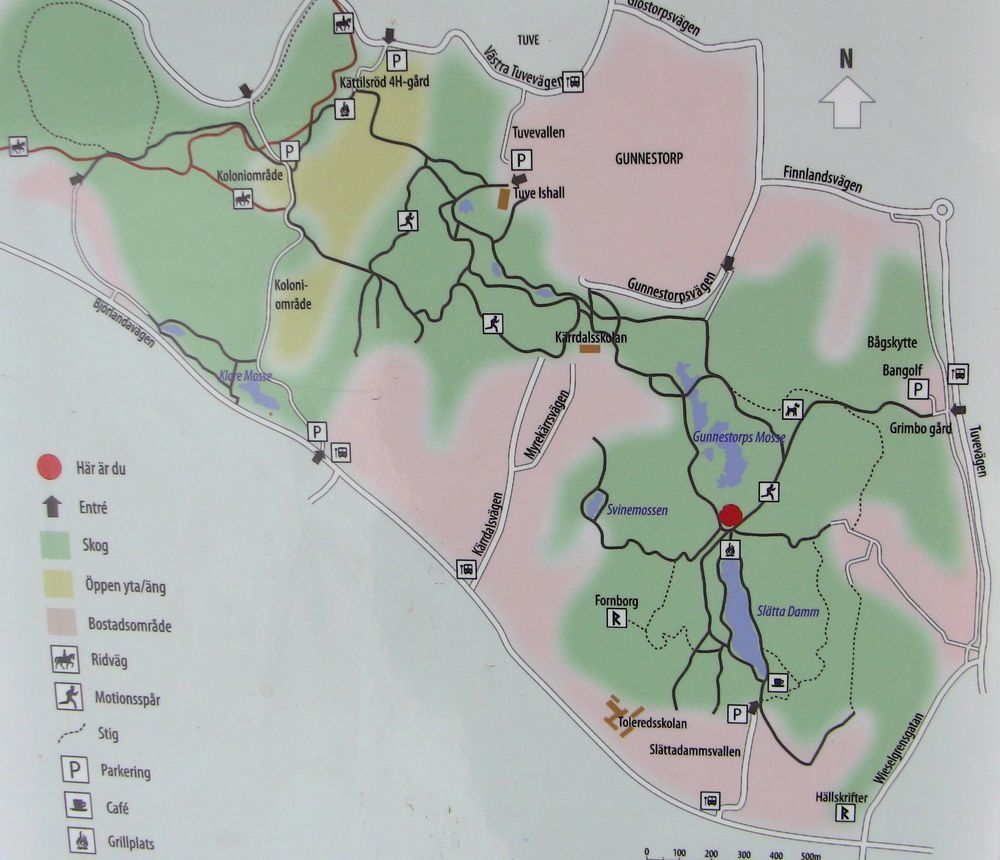 Glöstorpsvägen
TUVE
Västra Tuvevägen
N
P
Kättilsröd 4H-gård
Tuvevallen
GUNNESTORP
P
P
Finnlandsvägen
Koloniområde
Tuve Ishall
Koloni-
område
Gunnestorpsvägen
Björlandavägen
Kärrdalsskolan
Bågskytte
Bangolf
P
Klare Mosse
Grimbo gård
Tuvevägen
P
Myrekärrsvägen
Gunnestorps Mosse
Här är du
Entré
Svinemossen
Kärrdalsvägen
Skog
Öppen yta/äng
Fornborg
R
Slätta Damm
Bostadsområde
Ridväg
Motionsspår
P
Toleredsskolan
Slättadammsvallen
Wieselgrensgatan
Stig
P Parkering
Hällskrifter
R
Café
Grillplats
0 100 200 300 400 500m